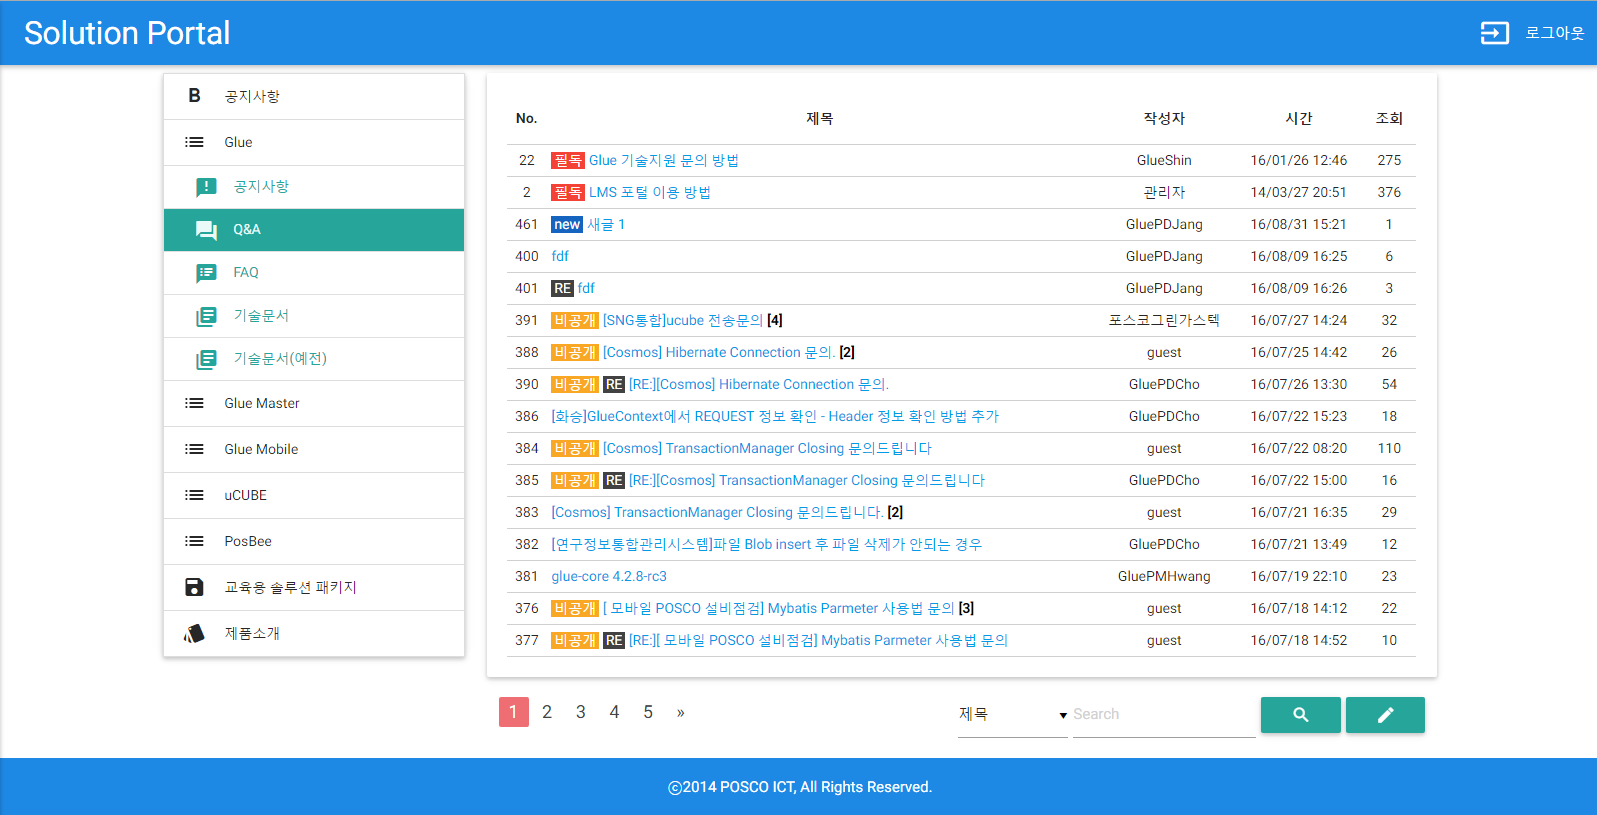 Solution Portal
로그아웃
B 공지사항
Glue
공지사항
Q&A
FAQ
기술문서
기술문서(예전)
Glue Master
Glue Mobile
uCUBE
PosBee
교육용 솔루션 패키지
제품소개
No. 제목 작성자 시간 조회
22 필독 Glue 기술지원 문의 방법 GlueShin 16/01/26 12:46 275
2 필독 LMS 포털 이용 방법 관리자 14/03/27 20:51 376
461 new 새글 1 GluePDJang 16/08/31 15:21 1
400 fdf GluePDJang 16/08/09 16:25 6
401 RE fdf GluePDJang 16/08/09 16:26 3
391 비공개 [SNG통합]ucube 전송문의 [4] 포스코그린가스텍 16/07/27 14:24 32
388 비공개 [Cosmos] Hibernate Connection 문의. [2] guest 16/07/25 14:42 26
390 비공개 RE [RE:][Cosmos] Hibernate Connection 문의. GluePDCho 16/07/26 13:30 54
386 [화승]GlueContext에서 REQUEST 정보 확인 - Header 정보 확인 방법 추가 GluePDCho 16/07/22 15:23 18
384 비공개 [Cosmos] TransactionManager Closing 문의드립니다 guest 16/07/22 08:20 110
385 비공개 RE [RE:][Cosmos] TransactionManager Closing 문의드립니다 GluePDCho 16/07/22 15:00 16
383 [Cosmos] TransactionManager Closing 문의드립니다. [2] guest 16/07/21 16:35 29
382 [연구정보통합관리시스템]파일 Blob insert 후 파일 삭제가 안되는 경우 GluePDCho 16/07/21 13:49 12
381 glue-core 4.2.8-rc3 GluePMHwang 16/07/19 22:10 23
376 비공개 [ 모바일 POSCO 설비점검] Mybatis Parmeter 사용법 문의 [3] guest 16/07/18 14:12 22
377 비공개 RE [RE:][ 모바일 POSCO 설비점검] Mybatis Parmeter 사용법 문의 guest 16/07/18 14:52 10
1 2 3 4 5 »
제목 Search
©2014 POSCO ICT, All Rights Reserved.